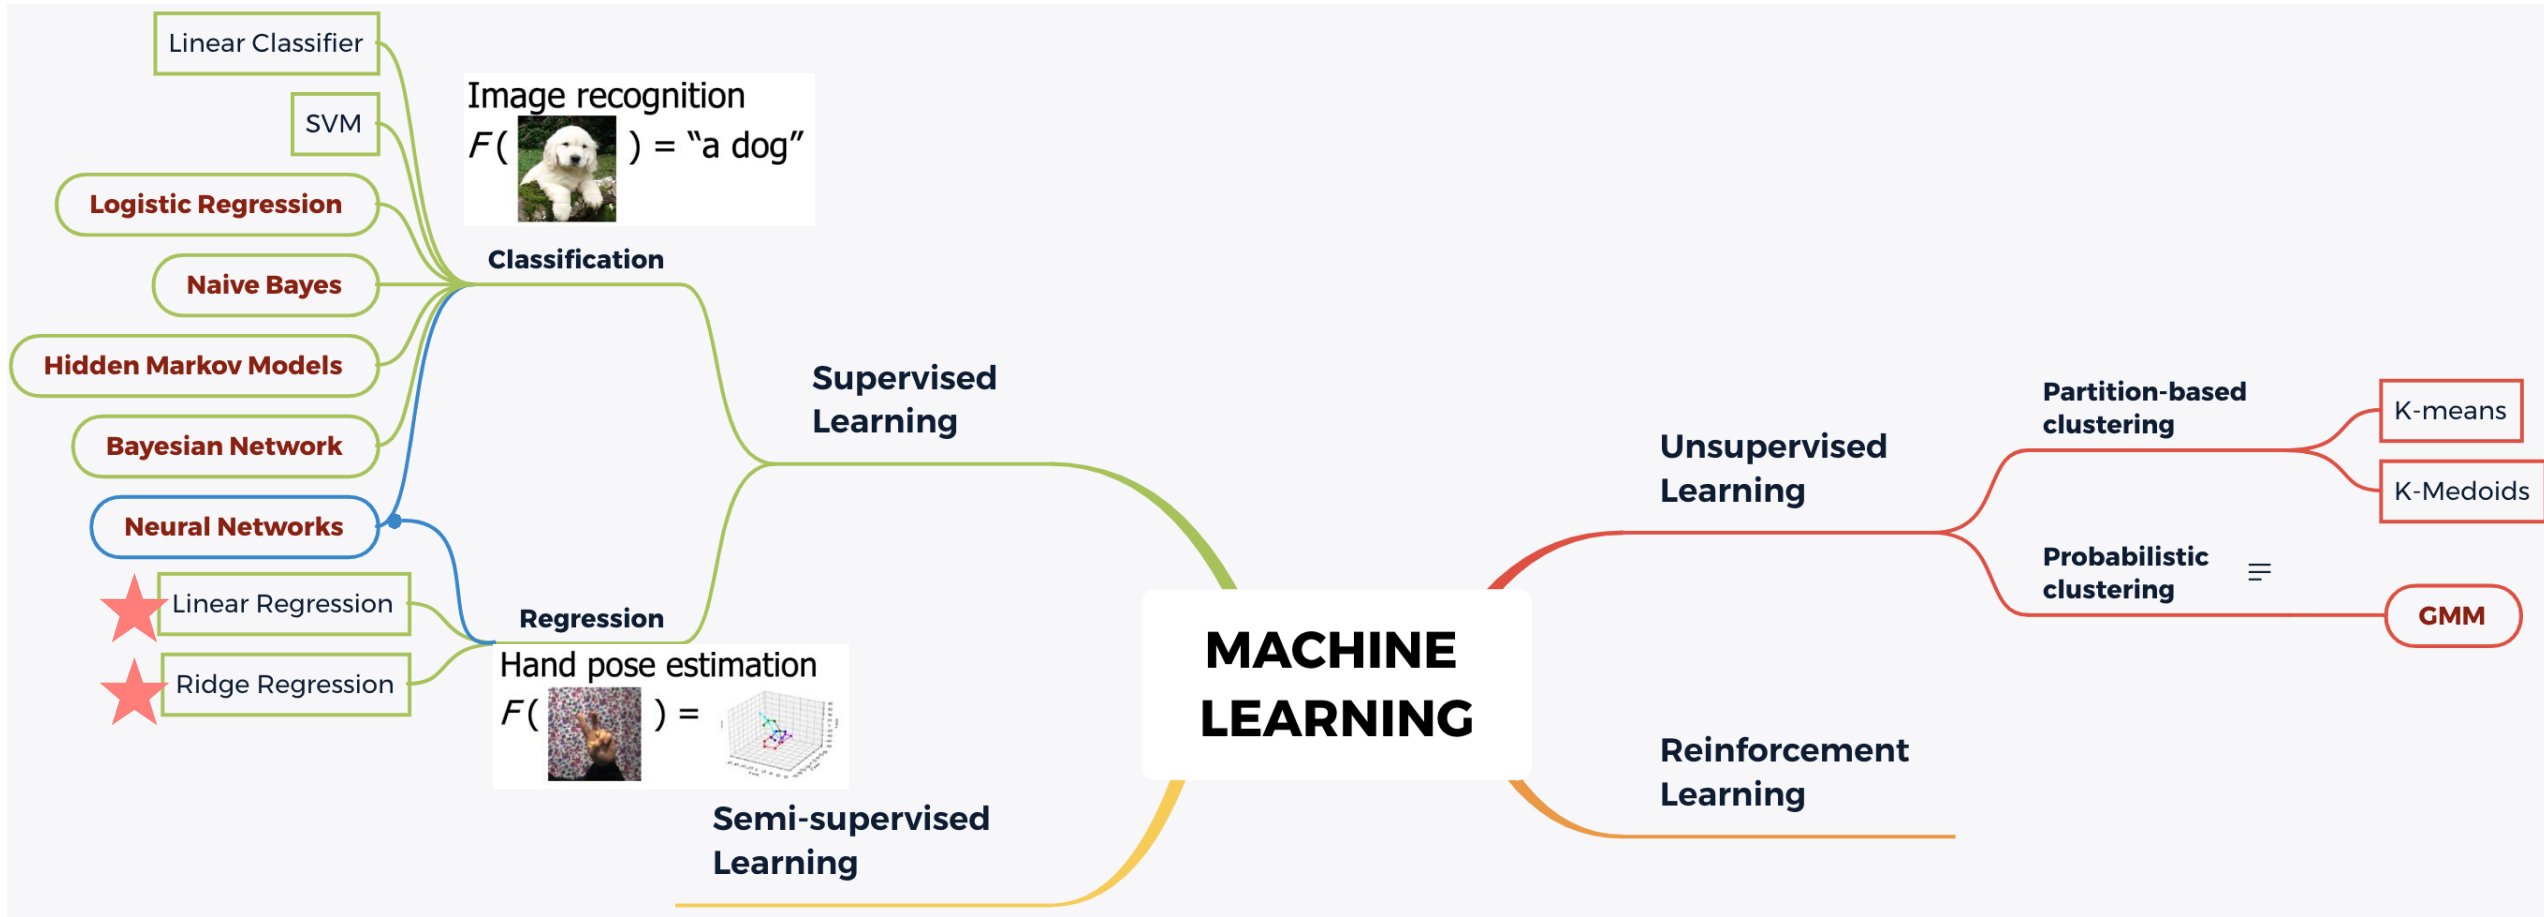 Linear Classifier
SVM
Logistic Regression
Naive Bayes
Hidden Markov Models
Bayesian Network
Neural Networks
Linear Regression
Ridge Regression
Image recognition
F( ) = “a dog”
Classification
Regression
Hand pose estimation
F( ) =
Supervised
Learning
Semi-supervised
Learning
MACHINE
LEARNING
Unsupervised
Learning
Partition-based
clustering
K-means
K-Medoids
Probabilistic
clustering
GMM
Reinforcement
Learning